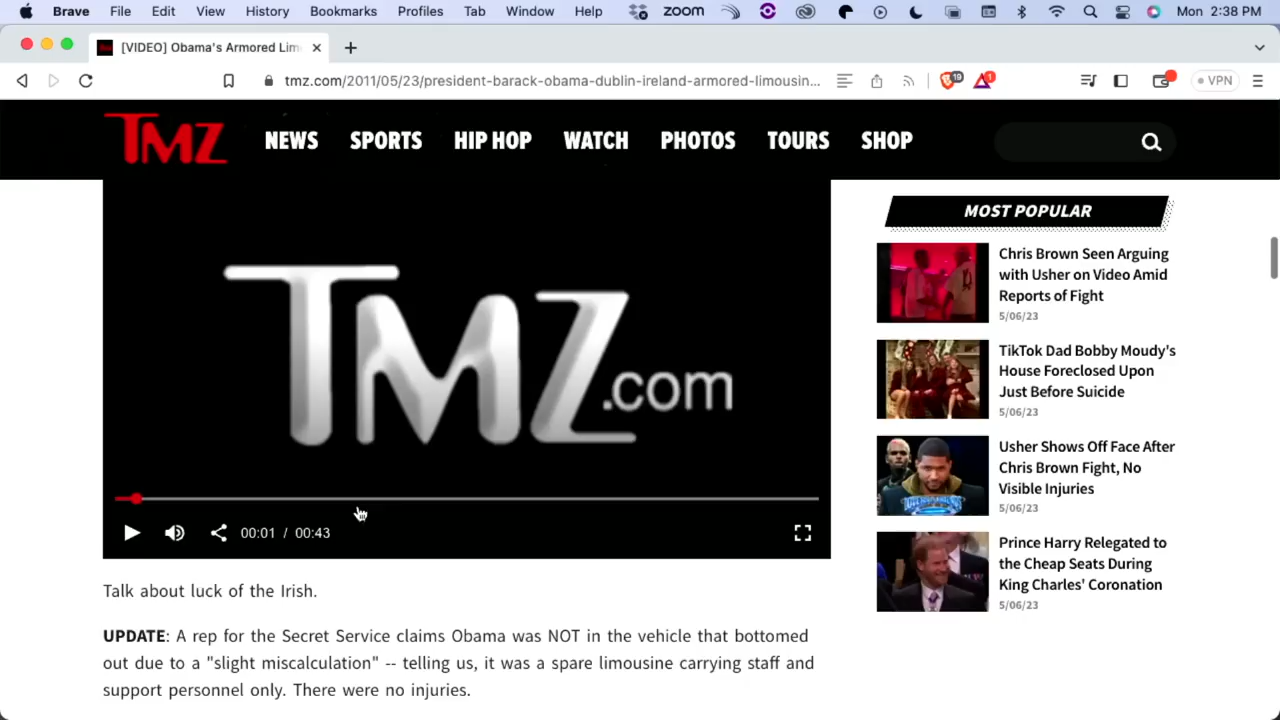 Brave File Edit View History Bookmarks Profiles Tab Window Help zoom Mon 2:38 PM
[VIDEO] Obama's Armored Lim
tmz.com/2011/05/23/president-barack-obama-dublin-ireland-armored-limousin... 19 1 VPN
TMZ NEWS SPORTS HIP HOP WATCH PHOTOS TOURS SHOP
TMZ.com
00:01 / 00:43
Talk about luck of the Irish.
UPDATE: A rep for the Secret Service claims Obama was NOT in the vehicle that bottomed
out due to a "slight miscalculation" -- telling us, it was a spare limousine carrying staff and
support personnel only. There were no injuries.
MOST POPULAR
Chris Brown Seen Arguing
with Usher on Video Amid
Reports of Fight
5/06/23
TikTok Dad Bobby Moudy's
House Foreclosed Upon
Just Before Suicide
5/06/23
Usher Shows Off Face After
Chris Brown Fight, No
Visible Injuries
5/06/23
Prince Harry Relegated to
the Cheap Seats During
King Charles' Coronation
5/06/23